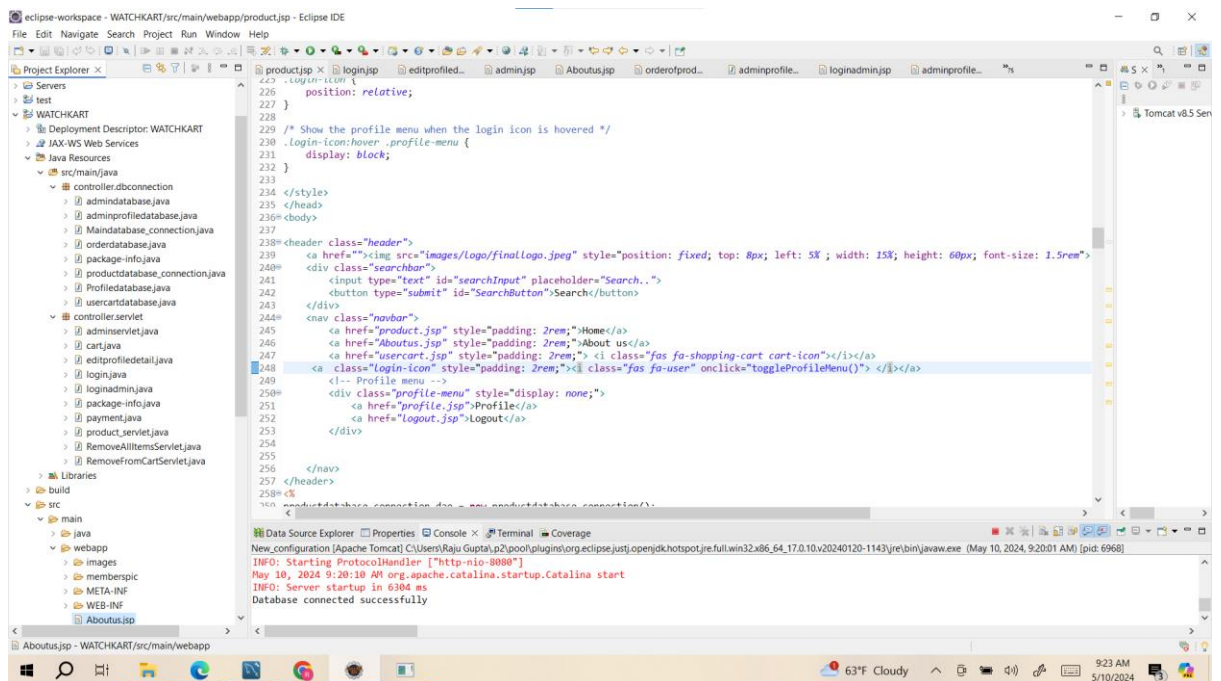 eclipse-workspace - WATCHKART/src/main/webapp/product.jsp - Eclipse IDE
File Edit Navigate Search Project Run Window Help
Project Explorer
product.jsp login.jsp editprofiled... admin.jsp Aboutus.jsp orderofprod... adminprofile... loginadmin.jsp adminprofile...
Servers
test
WATCHKART
Deployment Descriptor: WATCHKART
JAX-WS Web Services
Java Resources
src/main/java
controller.dbconnection
admindatabase.java
adminprofiledatabase.java
Maindatabase_connection.java
orderdatabase.java
package-info.java
productdatabase_connection.java
Profiledatabase.java
usercartdatabase.java
controller.servlet
adminservlet.java
cart.java
editprofiledetail.java
login.java
loginadmin.java
package-info.java
payment.java
product_servlet.java
RemoveAllItemsServlet.java
RemoveFromCartServlet.java
Libraries
build
src
main
java
webapp
images
memberspic
META-INF
WEB-INF
Aboutus.jsp
225 .login-icon {
226 position: relative;
227 }
228
229 /* Show the profile menu when the login icon is hovered */
230 .login-icon:hover .profile-menu {
231 display: block;
232 }
233
234 </style>
235 </head>
236 <body>
237
238 <header class="header">
239 <a href=""><img src="images/logo/finallogo.jpeg" style="position: fixed; top: 8px; left: 5% ; width: 15%; height: 60px; font-size: 1.5rem">
240 <div class="searchbar">
241 <input type="text" id="searchInput" placeholder="Search..">
242 <button type="submit" id="SearchButton">Search</button>
243 </div>
244 <nav class="navbar">
245 <a href="product.jsp" style="padding: 2rem;">Home</a>
246 <a href="Aboutus.jsp" style="padding: 2rem;">About us</a>
247 <a href="usercart.jsp" style="padding: 2rem;"> <i class="fas fa-shopping-cart cart-icon"></i></a>
248 <a class="login-icon" style="padding: 2rem;"><i class="fas fa-user" onclick="toggleProfileMenu()"> </i></a>
249 <!-- Profile menu -->
250 <div class="profile-menu" style="display: none;">
251 <a href="profile.jsp">Profile</a>
252 <a href="logout.jsp">Logout</a>
253 </div>
254
255
256 </nav>
257 </header>
258 <%
259 productdatabase_connection dao = new productdatabase_connection();
Tomcat v8.5 Serv
Data Source Explorer Properties Console Terminal Coverage
New_configuration [Apache Tomcat] C:\Users\Raju Gupta\.p2\pool\plugins\org.eclipse.justj.openjdk.hotspot.jre.full.win32.x86_64_17.0.10.v20240120-1143\jre\bin\javaw.exe (May 10, 2024, 9:20:01 AM) [pid: 6968]
INFO: Starting ProtocolHandler ["http-nio-8080"]
May 10, 2024 9:20:10 AM org.apache.catalina.startup.Catalina start
INFO: Server startup in 6304 ms
Database connected successfully
Aboutus.jsp - WATCHKART/src/main/webapp
63°F Cloudy
9:23 AM
5/10/2024